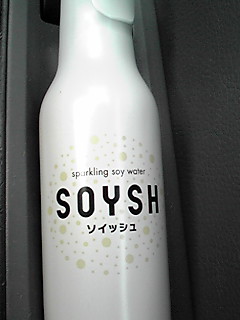 sparkling soy water
SOYSH
ソイッシュ